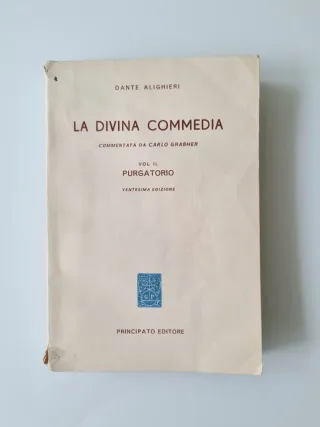 DANTE ALIGHIERI
LA DIVINA COMMEDIA
COMMENTATA DA CARLO GRABHER
VOL II.
PURGATORIO
VENTESIMA EDIZIONE
PRINCIPATO EDITORE